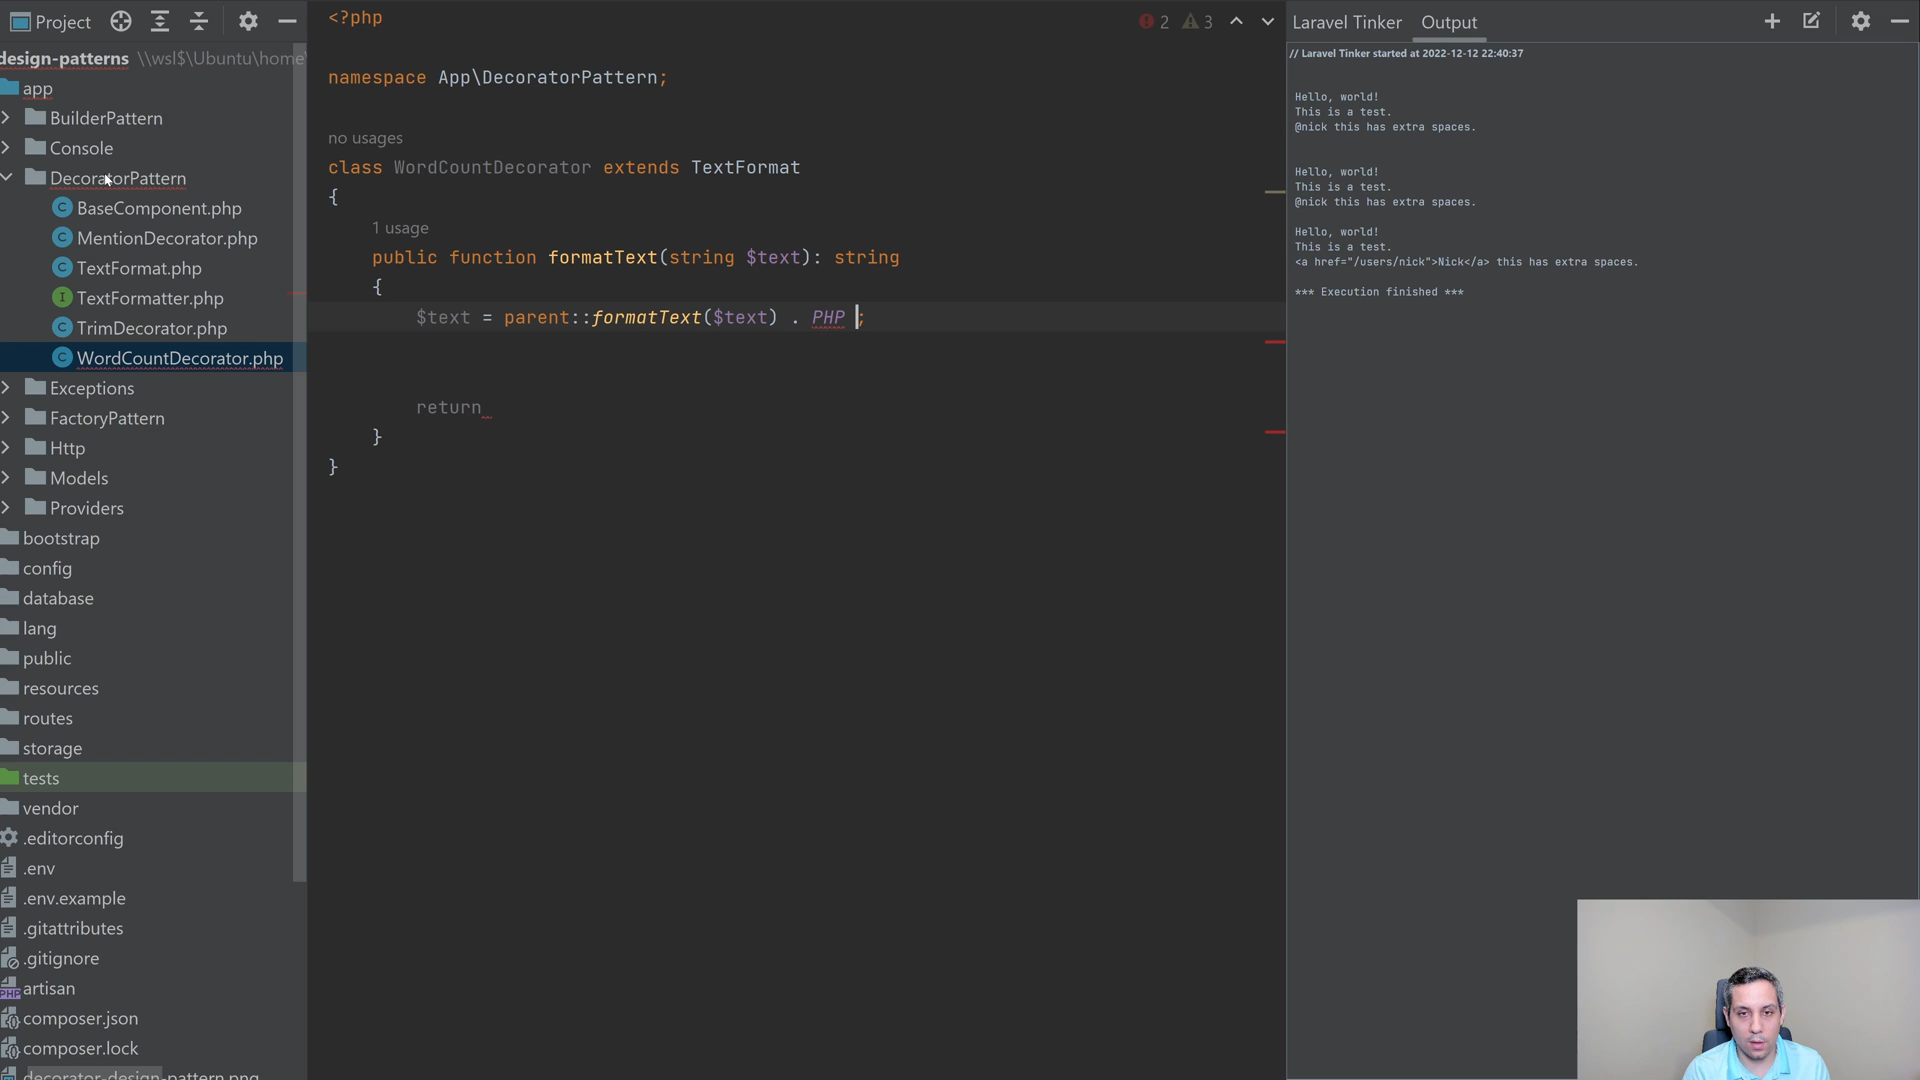 Project
design-patterns \\wsl$\Ubuntu\home
app
BuilderPattern
Console
DecoratorPattern
BaseComponent.php
MentionDecorator.php
TextFormat.php
TextFormatter.php
TrimDecorator.php
WordCountDecorator.php
Exceptions
FactoryPattern
Http
Models
Providers
bootstrap
config
database
lang
public
resources
routes
storage
tests
vendor
.editorconfig
.env
.env.example
.gitattributes
.gitignore
artisan
composer.json
composer.lock
decorator-design-pattern.png
<?php
2 3
namespace App\DecoratorPattern;
no usages
class WordCountDecorator extends TextFormat
{
1 usage
public function formatText(string $text): string
{
$text = parent::formatText($text) . PHP ;
return
}
}
Laravel Tinker Output
// Laravel Tinker started at 2022-12-12 22:40:37
Hello, world!
This is a test.
@nick this has extra spaces.
Hello, world!
This is a test.
@nick this has extra spaces.
Hello, world!
This is a test.
<a href="/users/nick">Nick</a> this has extra spaces.
*** Execution finished ***